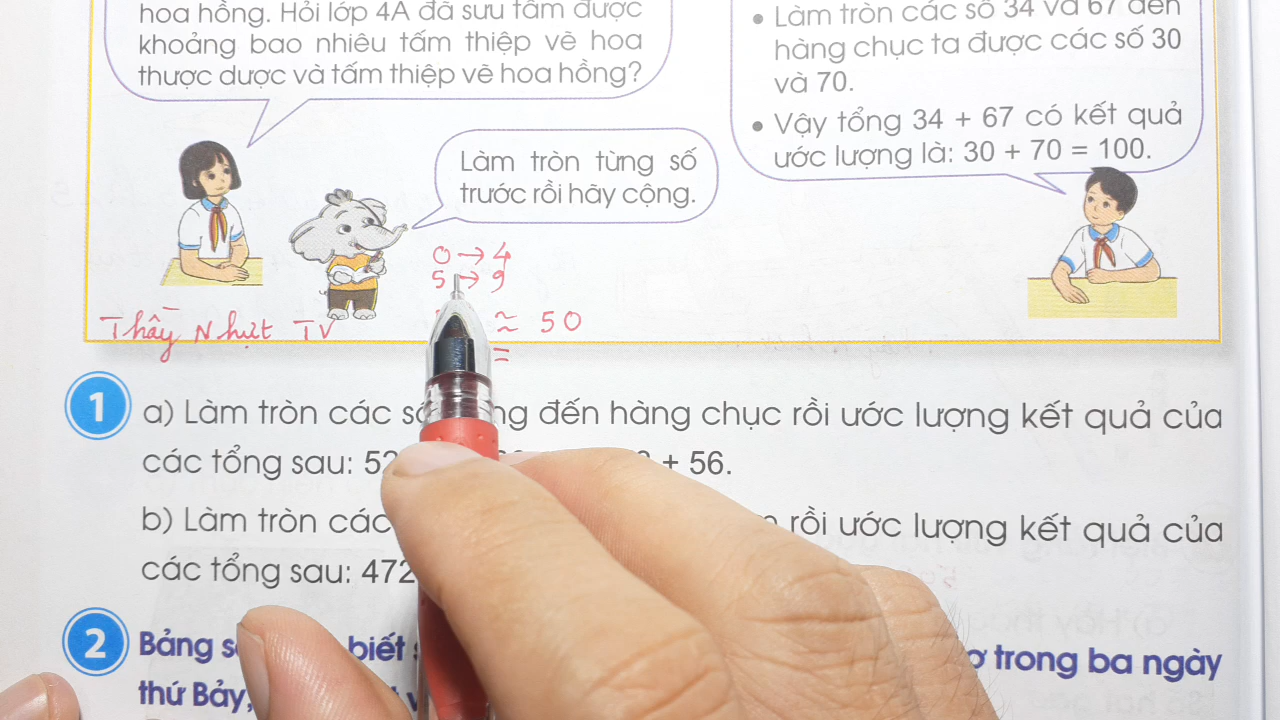 hoa hồng. Hỏi lớp 4A đã sưu tầm được
khoảng bao nhiêu tấm thiệp vẽ hoa
thược dược và tấm thiệp vẽ hoa hồng?
• Làm tròn các số 34 và 67 đến
hàng chục ta được các số 30
và 70.
• Vậy tổng 34 + 67 có kết quả
ước lượng là: 30 + 70 = 100.
Làm tròn từng số
trước rồi hãy cộng.
0 → 4
5 → 9
≈ 50
=
Thầy Nhựt TV
1 a) Làm tròn các số đến hàng chục rồi ước lượng kết quả của
các tổng sau: 52 + 56.
b) Làm tròn các rồi ước lượng kết quả của
các tổng sau: 472
2 Bảng biết trong ba ngày
thứ Bảy,